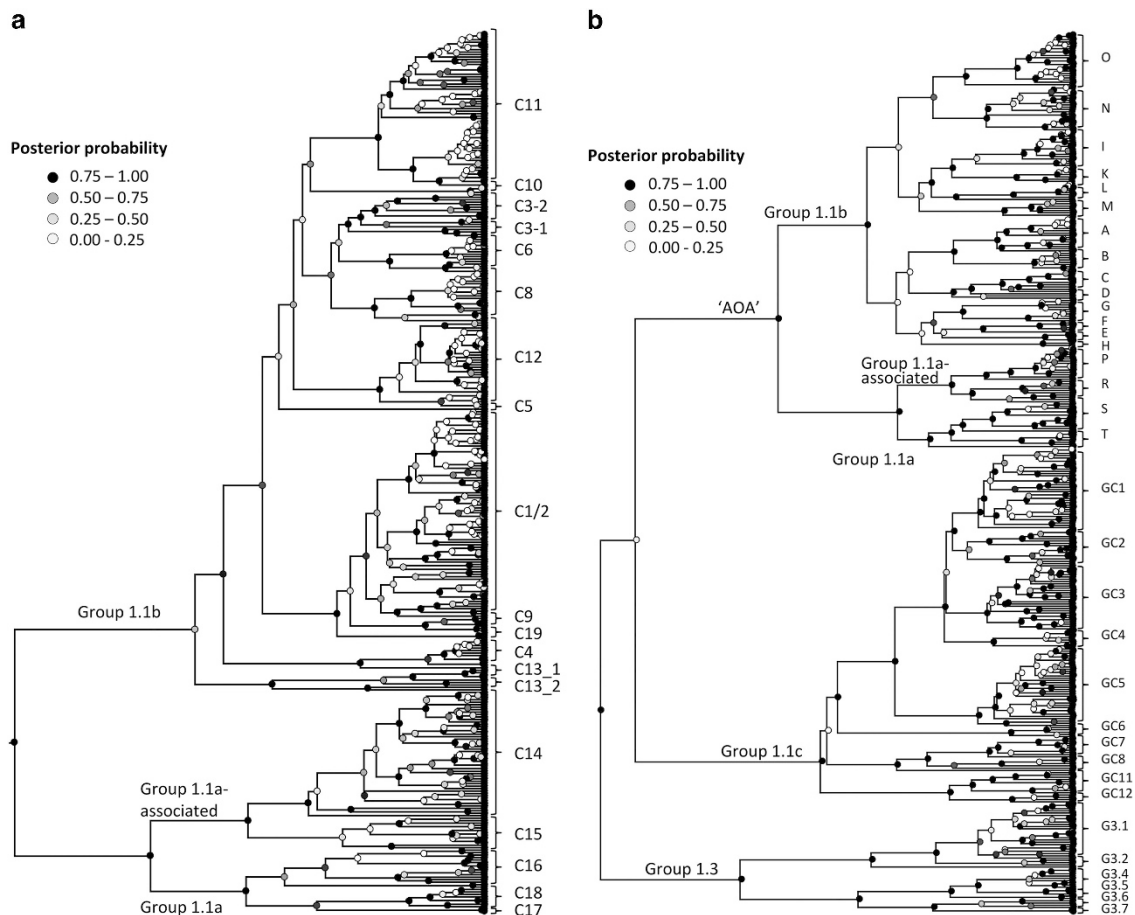 a
Posterior probability
0.75 – 1.00
0.50 – 0.75
0.25 – 0.50
0.00 - 0.25
C11
C10
C3-2
C3-1
C6
C8
C12
C5
C1/2
C9
C19
C4
C13_1
C13_2
C14
C15
C16
C18
C17
Group 1.1b
Group 1.1a-
associated
Group 1.1a
b
Posterior probability
0.75 – 1.00
0.50 – 0.75
0.25 – 0.50
0.00 - 0.25
Group 1.1b
'AOA'
Group 1.1a-
associated
Group 1.1a
Group 1.1c
Group 1.3
O
N
I
K
L
M
A
B
C
D
G
F
E
H
P
R
S
T
GC1
GC2
GC3
GC4
GC5
GC6
GC7
GC8
GC11
GC12
G3.1
G3.2
G3.4
G3.5
G3.6
G3.7